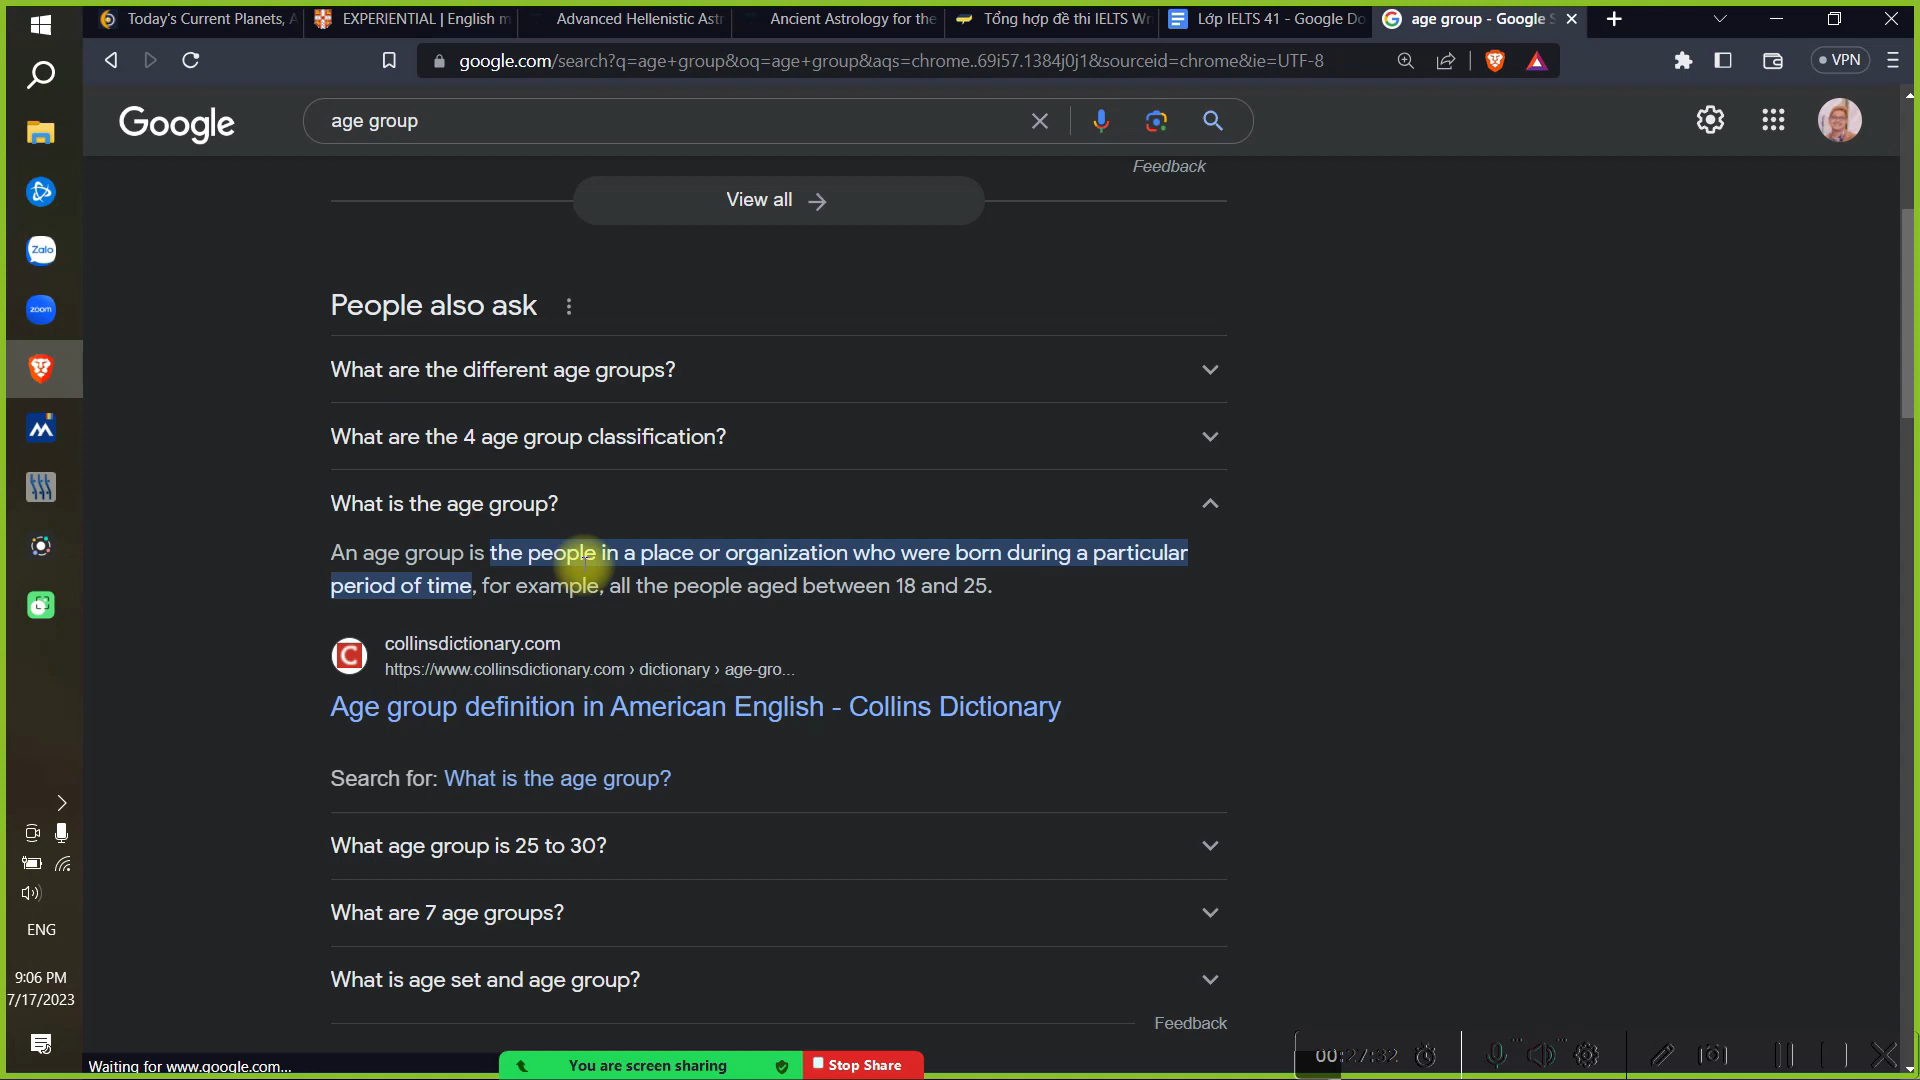 Today's Current Planets, A
EXPERIENTIAL | English m
Advanced Hellenistic Astr
Ancient Astrology for the
Tổng hợp đề thi IELTS Wri
Lớp IELTS 41 - Google Do
age group - Google S
google.com/search?q=age+group&oq=age+group&aqs=chrome..69i57.1384j0j1&sourceid=chrome&ie=UTF-8
VPN
Google
age group
Feedback
View all
People also ask
What are the different age groups?
What are the 4 age group classification?
What is the age group?
An age group is the people in a place or organization who were born during a particular
period of time, for example, all the people aged between 18 and 25.
collinsdictionary.com
https://www.collinsdictionary.com › dictionary › age-gro...
Age group definition in American English - Collins Dictionary
Search for: What is the age group?
What age group is 25 to 30?
What are 7 age groups?
What is age set and age group?
Feedback
Zalo
zoom
ENG
9:06 PM
7/17/2023
Waiting for www.google.com...
You are screen sharing
Stop Share
00:27:32